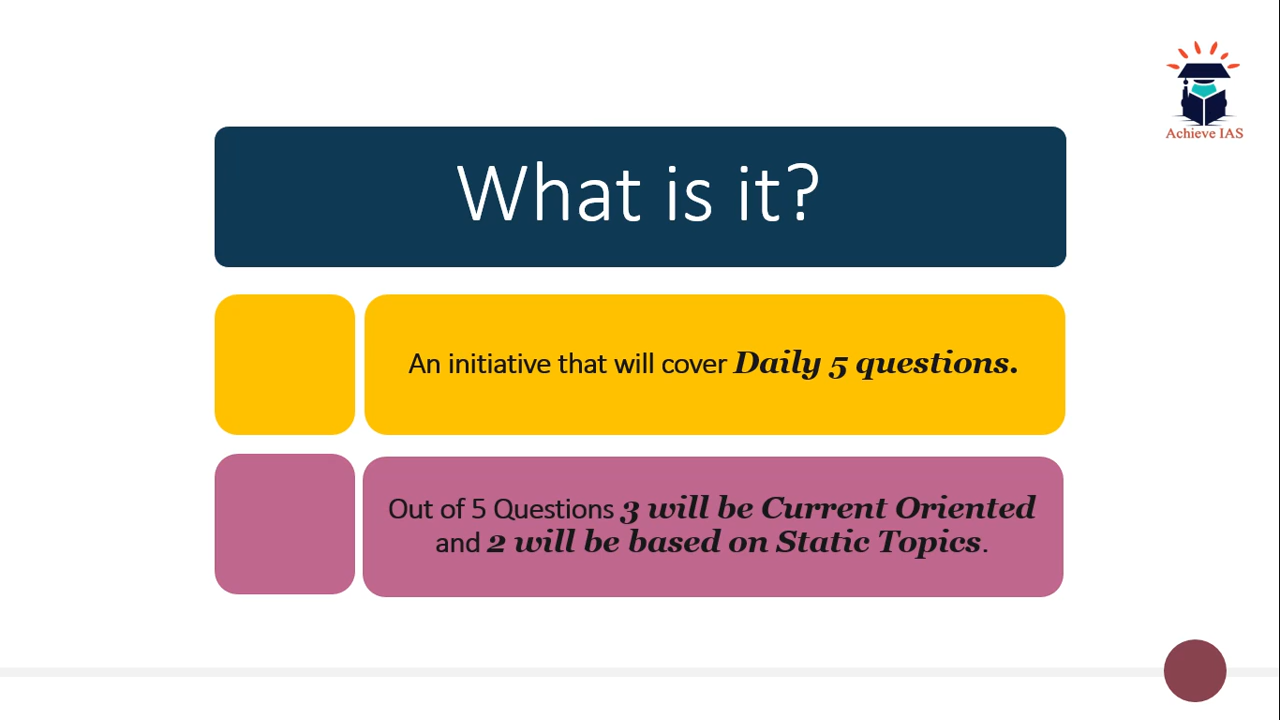 Achieve IAS
What is it?
An initiative that will cover Daily 5 questions.
Out of 5 Questions 3 will be Current Oriented
and 2 will be based on Static Topics.